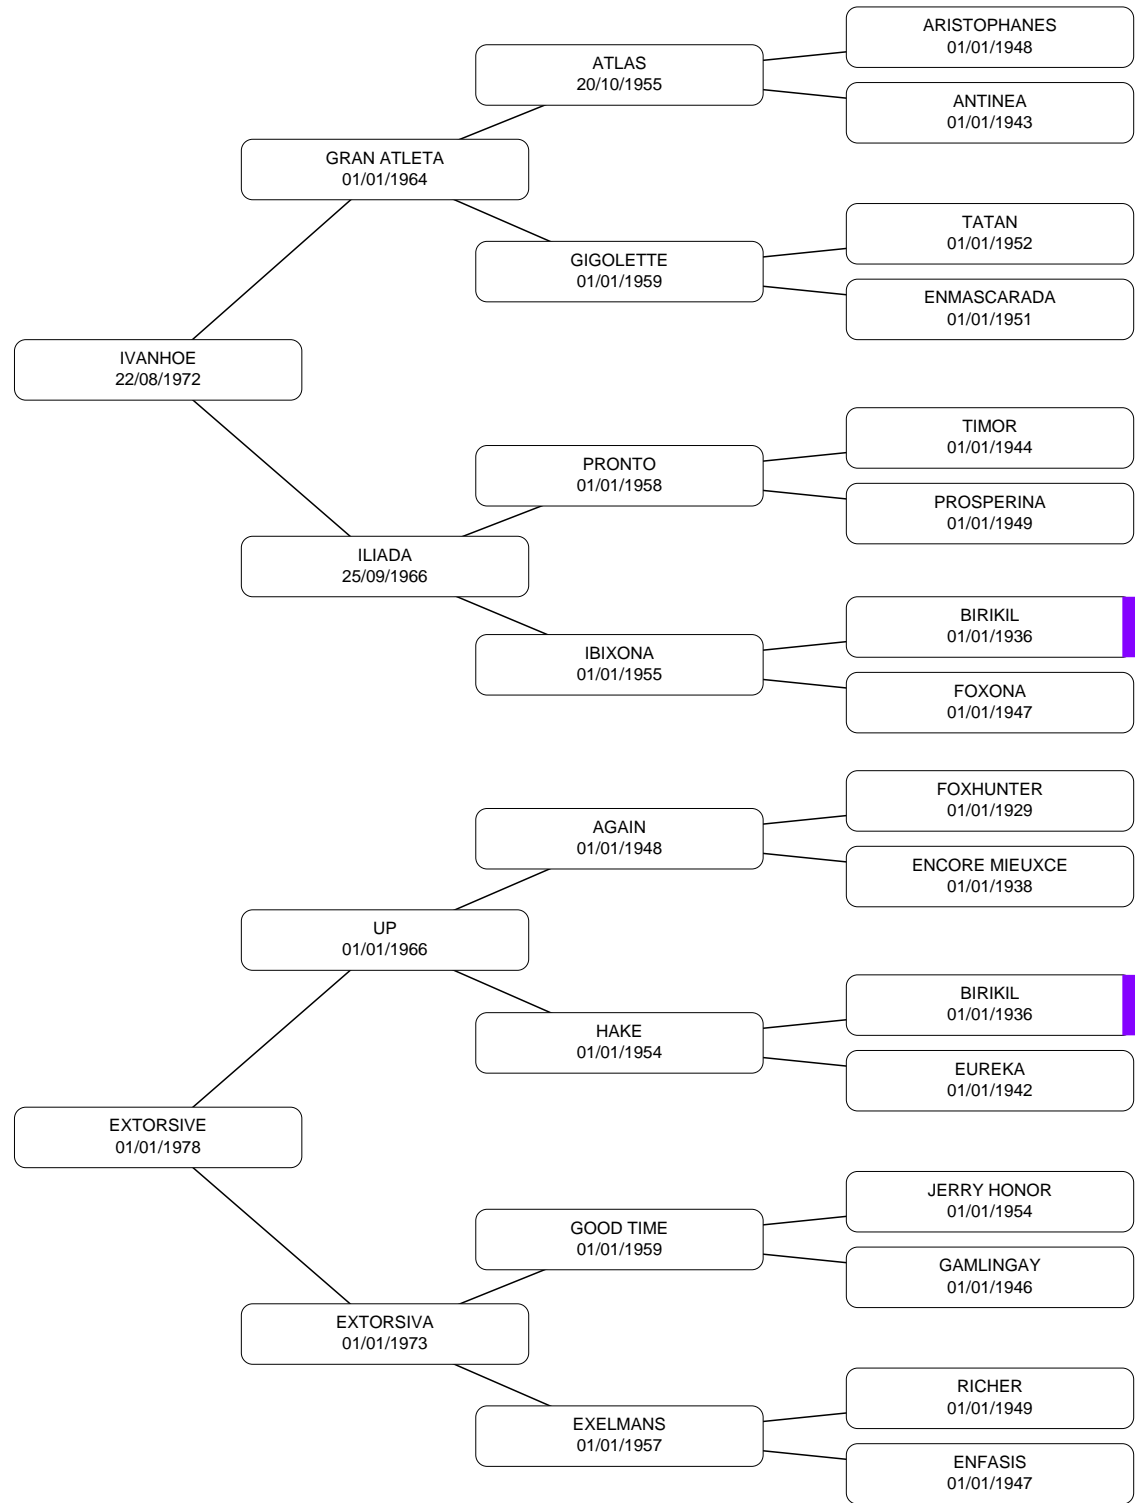 ARISTOPHANES
01/01/1948
ATLAS
20/10/1955
ANTINEA
01/01/1943
GRAN ATLETA
01/01/1964
TATAN
01/01/1952
GIGOLETTE
01/01/1959
ENMASCARADA
01/01/1951
IVANHOE
22/08/1972
TIMOR
01/01/1944
PRONTO
01/01/1958
PROSPERINA
01/01/1949
ILIADA
25/09/1966
BIRIKIL
01/01/1936
IBIXONA
01/01/1955
FOXONA
01/01/1947
FOXHUNTER
01/01/1929
AGAIN
01/01/1948
ENCORE MIEUXCE
01/01/1938
UP
01/01/1966
BIRIKIL
01/01/1936
HAKE
01/01/1954
EUREKA
01/01/1942
EXTORSIVE
01/01/1978
JERRY HONOR
01/01/1954
GOOD TIME
01/01/1959
GAMLINGAY
01/01/1946
EXTORSIVA
01/01/1973
RICHER
01/01/1949
EXELMANS
01/01/1957
ENFASIS
01/01/1947